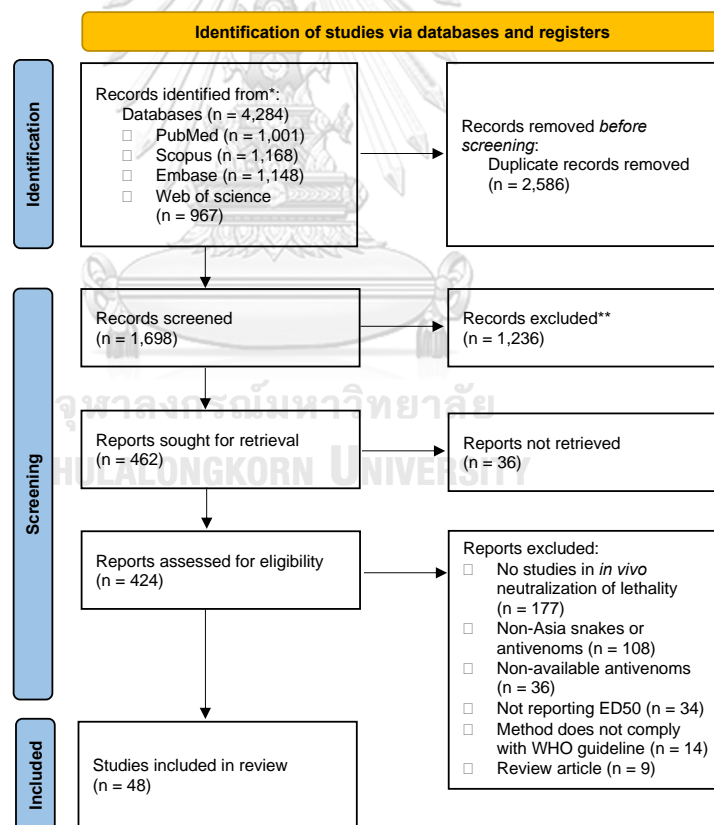 Identification of studies via databases and registers
Identification
Records identified from*:
Databases (n = 4,284)
PubMed (n = 1,001)
Scopus (n = 1,168)
Embase (n = 1,148)
Web of science
(n = 967)
Records removed before
screening:
Duplicate records removed
(n = 2,586)
Screening
Records screened
(n = 1,698)
Records excluded**
(n = 1,236)
จุฬาลงกรณ์มหาวิทยาลัย
HULALONGKORN UNIVERSITY
Reports sought for retrieval
(n = 462)
Reports not retrieved
(n = 36)
Reports assessed for eligibility
(n = 424)
Reports excluded:
No studies in in vivo
neutralization of lethality
(n = 177)
Non-Asia snakes or
antivenoms (n = 108)
Non-available antivenoms
(n = 36)
Not reporting ED50 (n = 34)
Method does not comply
with WHO guideline (n = 14)
Review article (n = 9)
Included
Studies included in review
(n = 48)